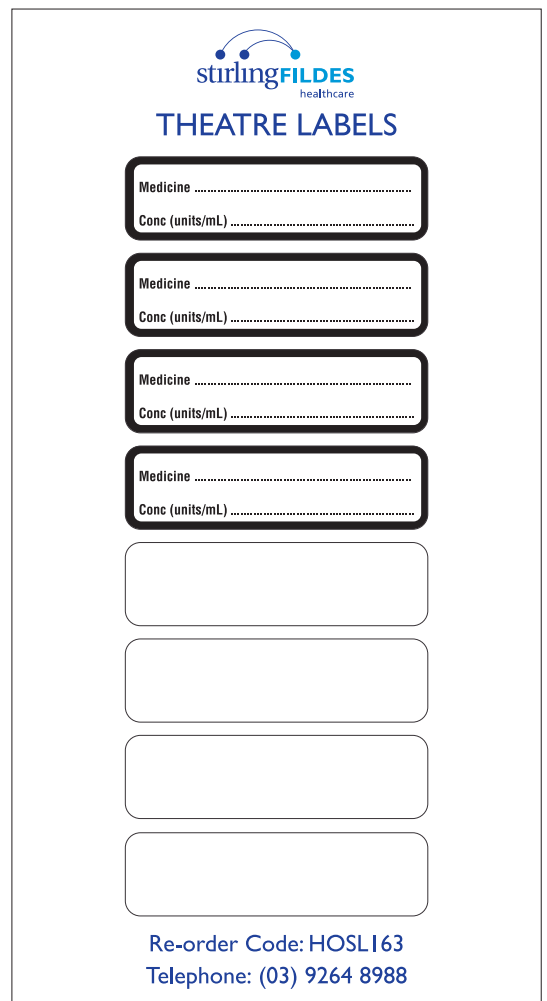 stirlingFILDES
healthcare
THEATRE LABELS
Medicine ................................................................................
Conc (units/mL) ................................................................
Medicine ................................................................................
Conc (units/mL) ................................................................
Medicine ................................................................................
Conc (units/mL) ................................................................
Medicine ................................................................................
Conc (units/mL) ................................................................
Re-order Code: HOSL163
Telephone: (03) 9264 8988